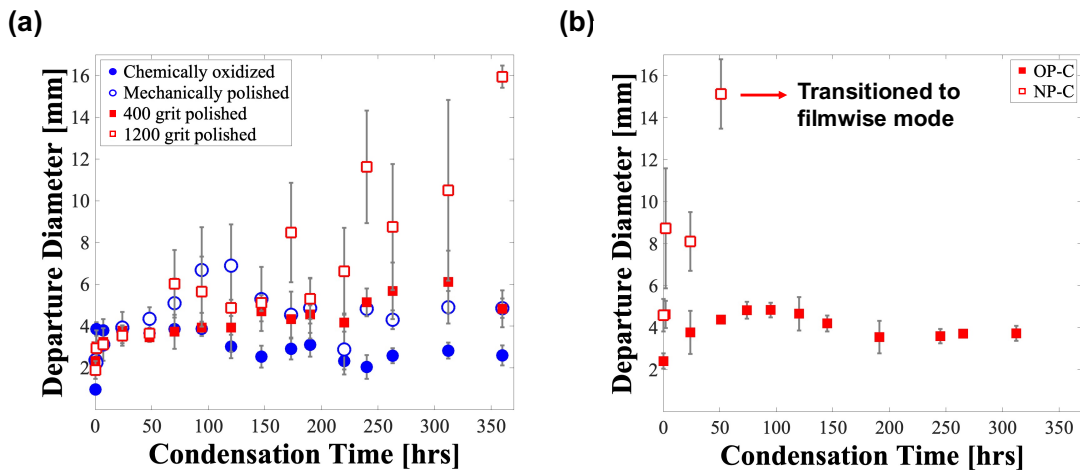 (a)
Departure Diameter [mm]
16
14
12
10
8
6
4
2
0
50
100
150
200
250
300
350
Condensation Time [hrs]
Chemically oxidized
Mechanically polished
400 grit polished
1200 grit polished
(b)
Departure Diameter [mm]
16
14
12
10
8
6
4
2
0
50
100
150
200
250
300
350
Condensation Time [hrs]
OP-C
NP-C
Transitioned to
filmwise mode